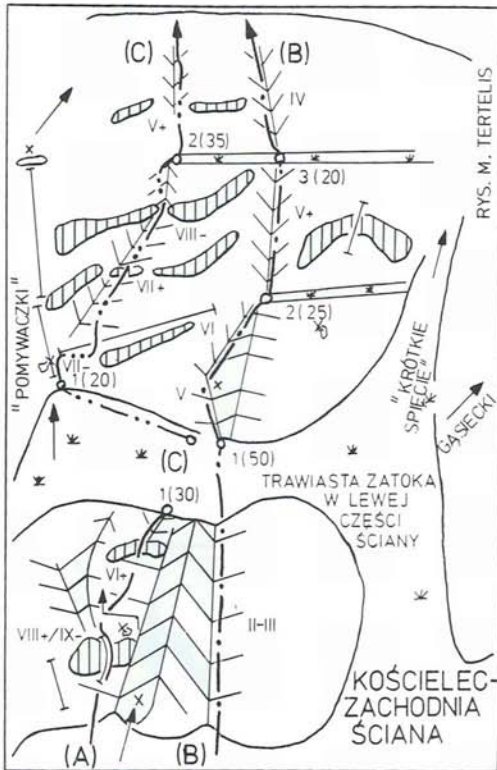 (C)
(B)
IV
V+
2(35)
3(20)
RYS. M. TERTELIS
V+
VIII-
VII+
"POMYWACZKI"
2(25)
VI
VII-
1(20)
V
"KRÓTKIE
SPIĘCIE"
GĄSIECKI
(C)
1(50)
1(30)
TRAWIASTA ZATOKA
W LEWEJ
CZĘŚCI
ŚCIANY
VI+
VIII+/IX-
II-III
KOŚCIELEC-
ZACHODNIA
ŚCIANA
(A)
(B)